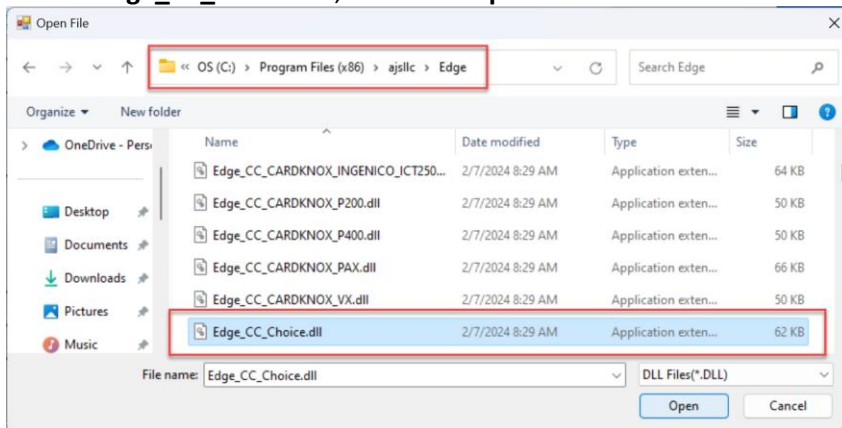 Open File
« OS (C:) > Program Files (x86) > ajsllc > Edge
Search Edge
Organize New folder
Name Date modified Type Size
OneDrive - Pers
Edge_CC_CARDKNOX_INGENICO_ICT250... 2/7/2024 8:29 AM Application exten... 64 KB
Desktop Edge_CC_CARDKNOX_P200.dll 2/7/2024 8:29 AM Application exten... 50 KB
Documents Edge_CC_CARDKNOX_P400.dll 2/7/2024 8:29 AM Application exten... 50 KB
Downloads Edge_CC_CARDKNOX_PAX.dll 2/7/2024 8:29 AM Application exten... 66 KB
Pictures Edge_CC_CARDKNOX_VX.dll 2/7/2024 8:29 AM Application exten... 50 KB
Music Edge_CC_Choice.dll 2/7/2024 8:29 AM Application exten... 62 KB
File name: Edge_CC_Choice.dll DLL Files(*.DLL)
Open Cancel